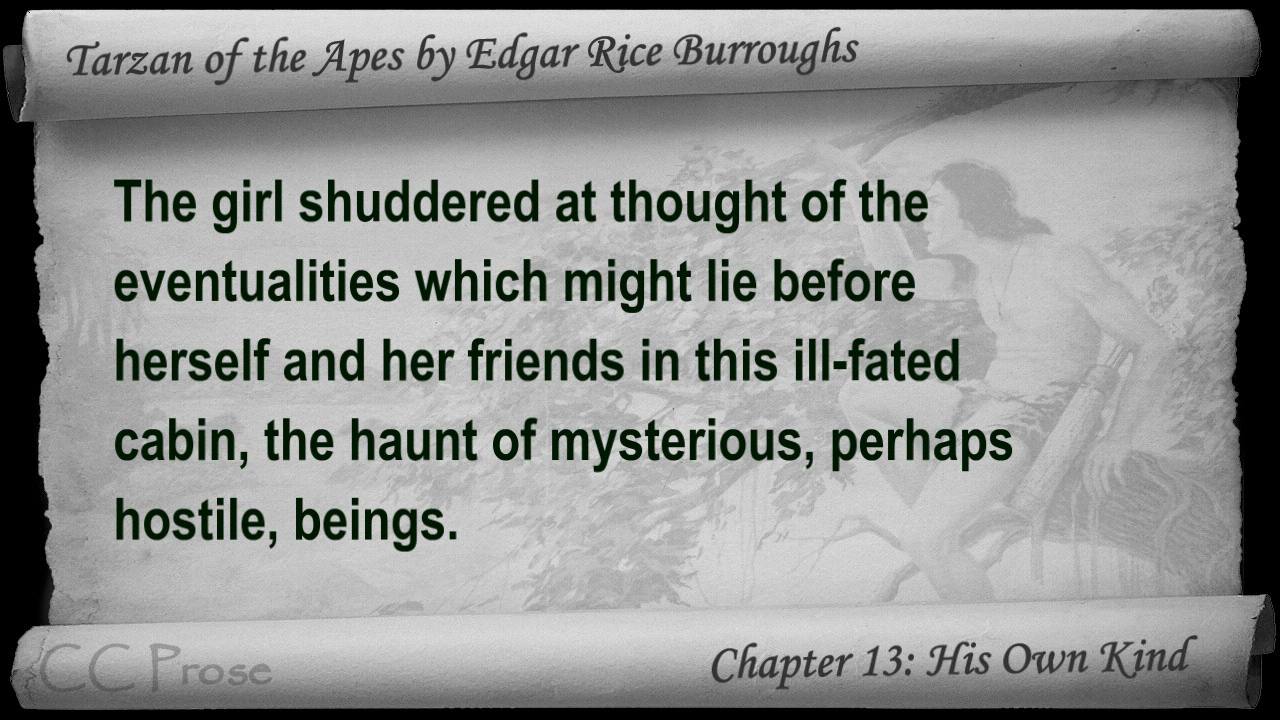 Tarzan of the Apes by Edgar Rice Burroughs
The girl shuddered at thought of the
eventualities which might lie before
herself and her friends in this ill-fated
cabin, the haunt of mysterious, perhaps
hostile, beings.
CC Prose
Chapter 13: His Own Kind